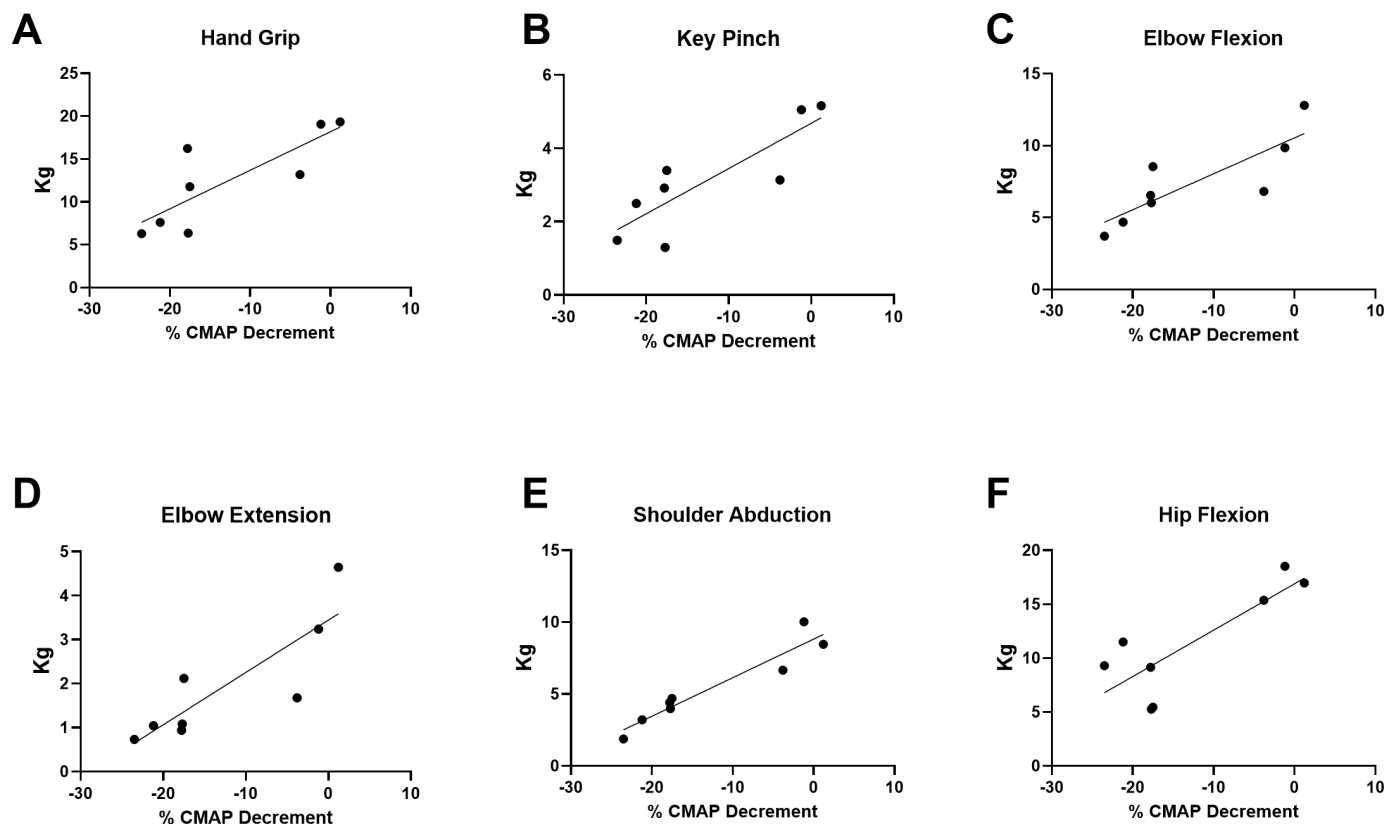 A
Hand Grip
25
20
15
10
5
0
Kg
-30 -20 -10 0 10
% CMAP Decrement
B
Key Pinch
6
4
2
0
Kg
-30 -20 -10 0 10
% CMAP Decrement
C
Elbow Flexion
15
10
5
0
Kg
-30 -20 -10 0 10
% CMAP Decrement
D
Elbow Extension
5
4
3
2
1
0
Kg
-30 -20 -10 0 10
% CMAP Decrement
E
Shoulder Abduction
15
10
5
0
Kg
-30 -20 -10 0 10
% CMAP Decrement
F
Hip Flexion
20
15
10
5
0
Kg
-30 -20 -10 0 10
% CMAP Decrement